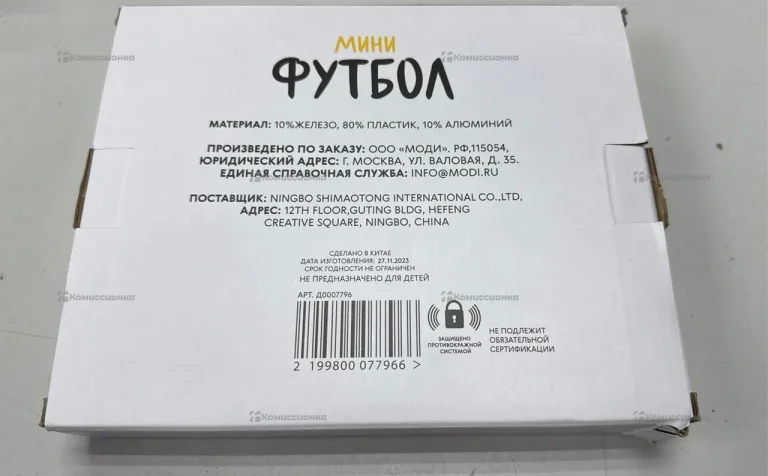 МИНИ
ФУТБОЛ
МАТЕРИАЛ: 10%ЖЕЛЕЗО, 80% ПЛАСТИК, 10% АЛЮМИНИЙ
ПРОИЗВЕДЕНО ПО ЗАКАЗУ: ООО «МОДИ». РФ,115054,
ЮРИДИЧЕСКИЙ АДРЕС: Г. МОСКВА, УЛ. ВАЛОВАЯ, Д. 35.
ЕДИНАЯ СПРАВОЧНАЯ СЛУЖБА: INFO@MODI.RU
ПОСТАВЩИК: NINGBO SHIMAOTONG INTERNATIONAL CO.,LTD,
АДРЕС: 12TH FLOOR,GUTING BLDG, HEFENG
CREATIVE SQUARE, NINGBO, CHINA
СДЕЛАНО В КИТАЕ
ДАТА ИЗГОТОВЛЕНИЯ: 27.11.2023
СРОК ГОДНОСТИ НЕ ОГРАНИЧЕН
НЕ ПРЕДНАЗНАЧЕНО ДЛЯ ДЕТЕЙ
АРТ. Д0007796
2 199800 077966 >
ЗАЩИЩЕНО
ПРОТИВОКРАЖНОЙ
СИСТЕМОЙ
НЕ ПОДЛЕЖИТ
ОБЯЗАТЕЛЬНОЙ
СЕРТИФИКАЦИИ
Комиссионка
Комиссионка
Комиссионка
Комиссионка
Комиссионка
Комиссионка
Комиссионка
Комиссионка